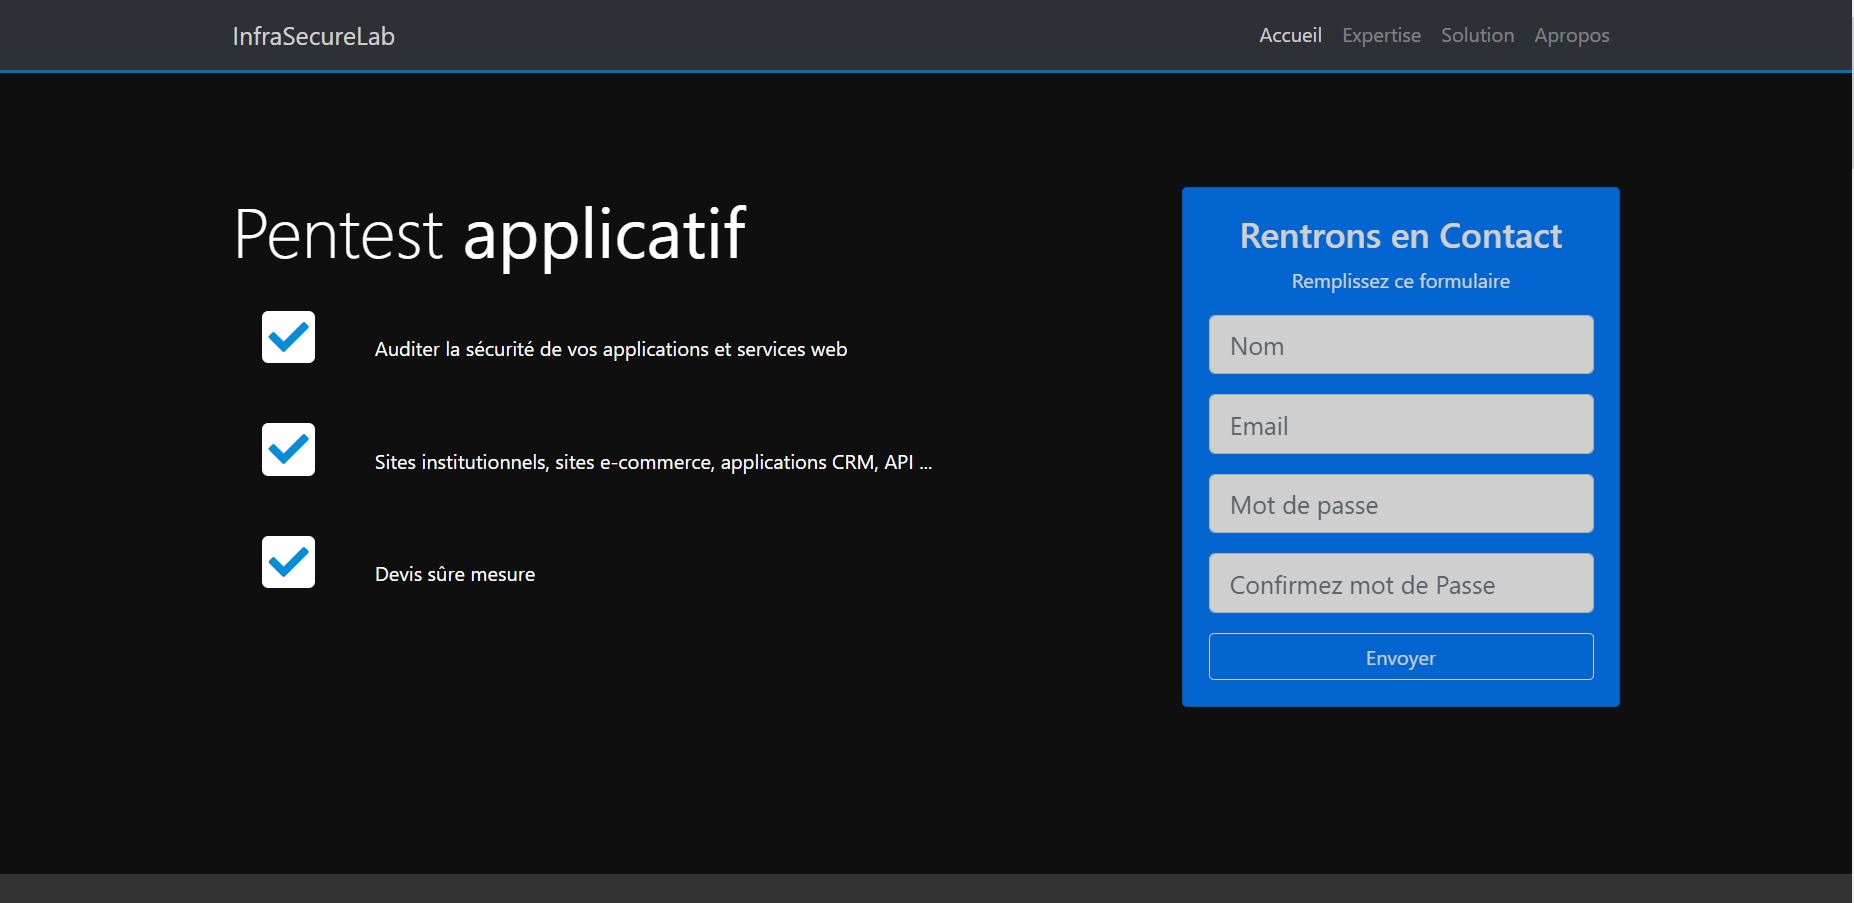 InfraSecureLab
Accueil Expertise Solution Apropos
Pentest applicatif
Auditer la sécurité de vos applications et services web
Sites institutionnels, sites e-commerce, applications CRM, API ...
Devis sûre mesure
Rentrons en Contact
Remplissez ce formulaire
Nom
Email
Mot de passe
Confirmez mot de Passe
Envoyer